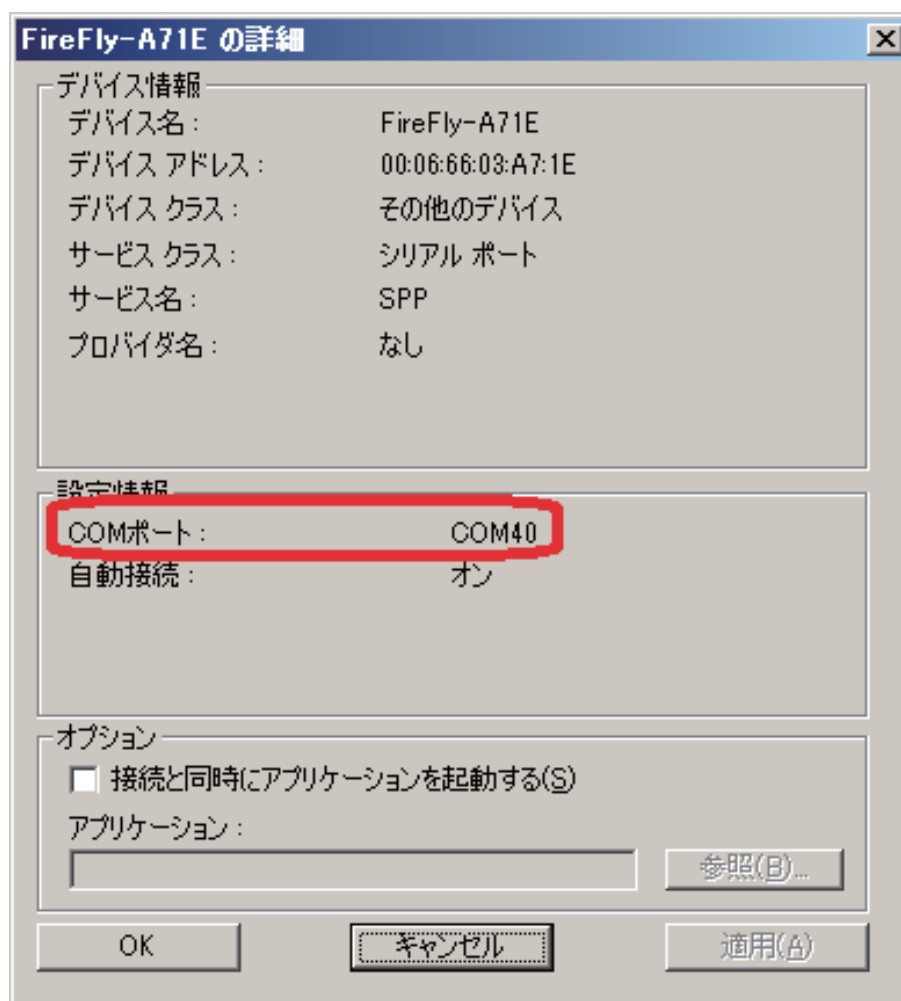 FireFly-A71E の詳細
デバイス情報
デバイス名： FireFly-A71E
デバイス アドレス： 00:06:66:03:A7:1E
デバイス クラス： その他のデバイス
サービス クラス： シリアル ポート
サービス名： SPP
プロバイダ名： なし
設定情報
COMポート： COM40
自動接続： オン
オプション
接続と同時にアプリケーションを起動する(S)
アプリケーション：
参照(B)...
OK キャンセル 適用(A)